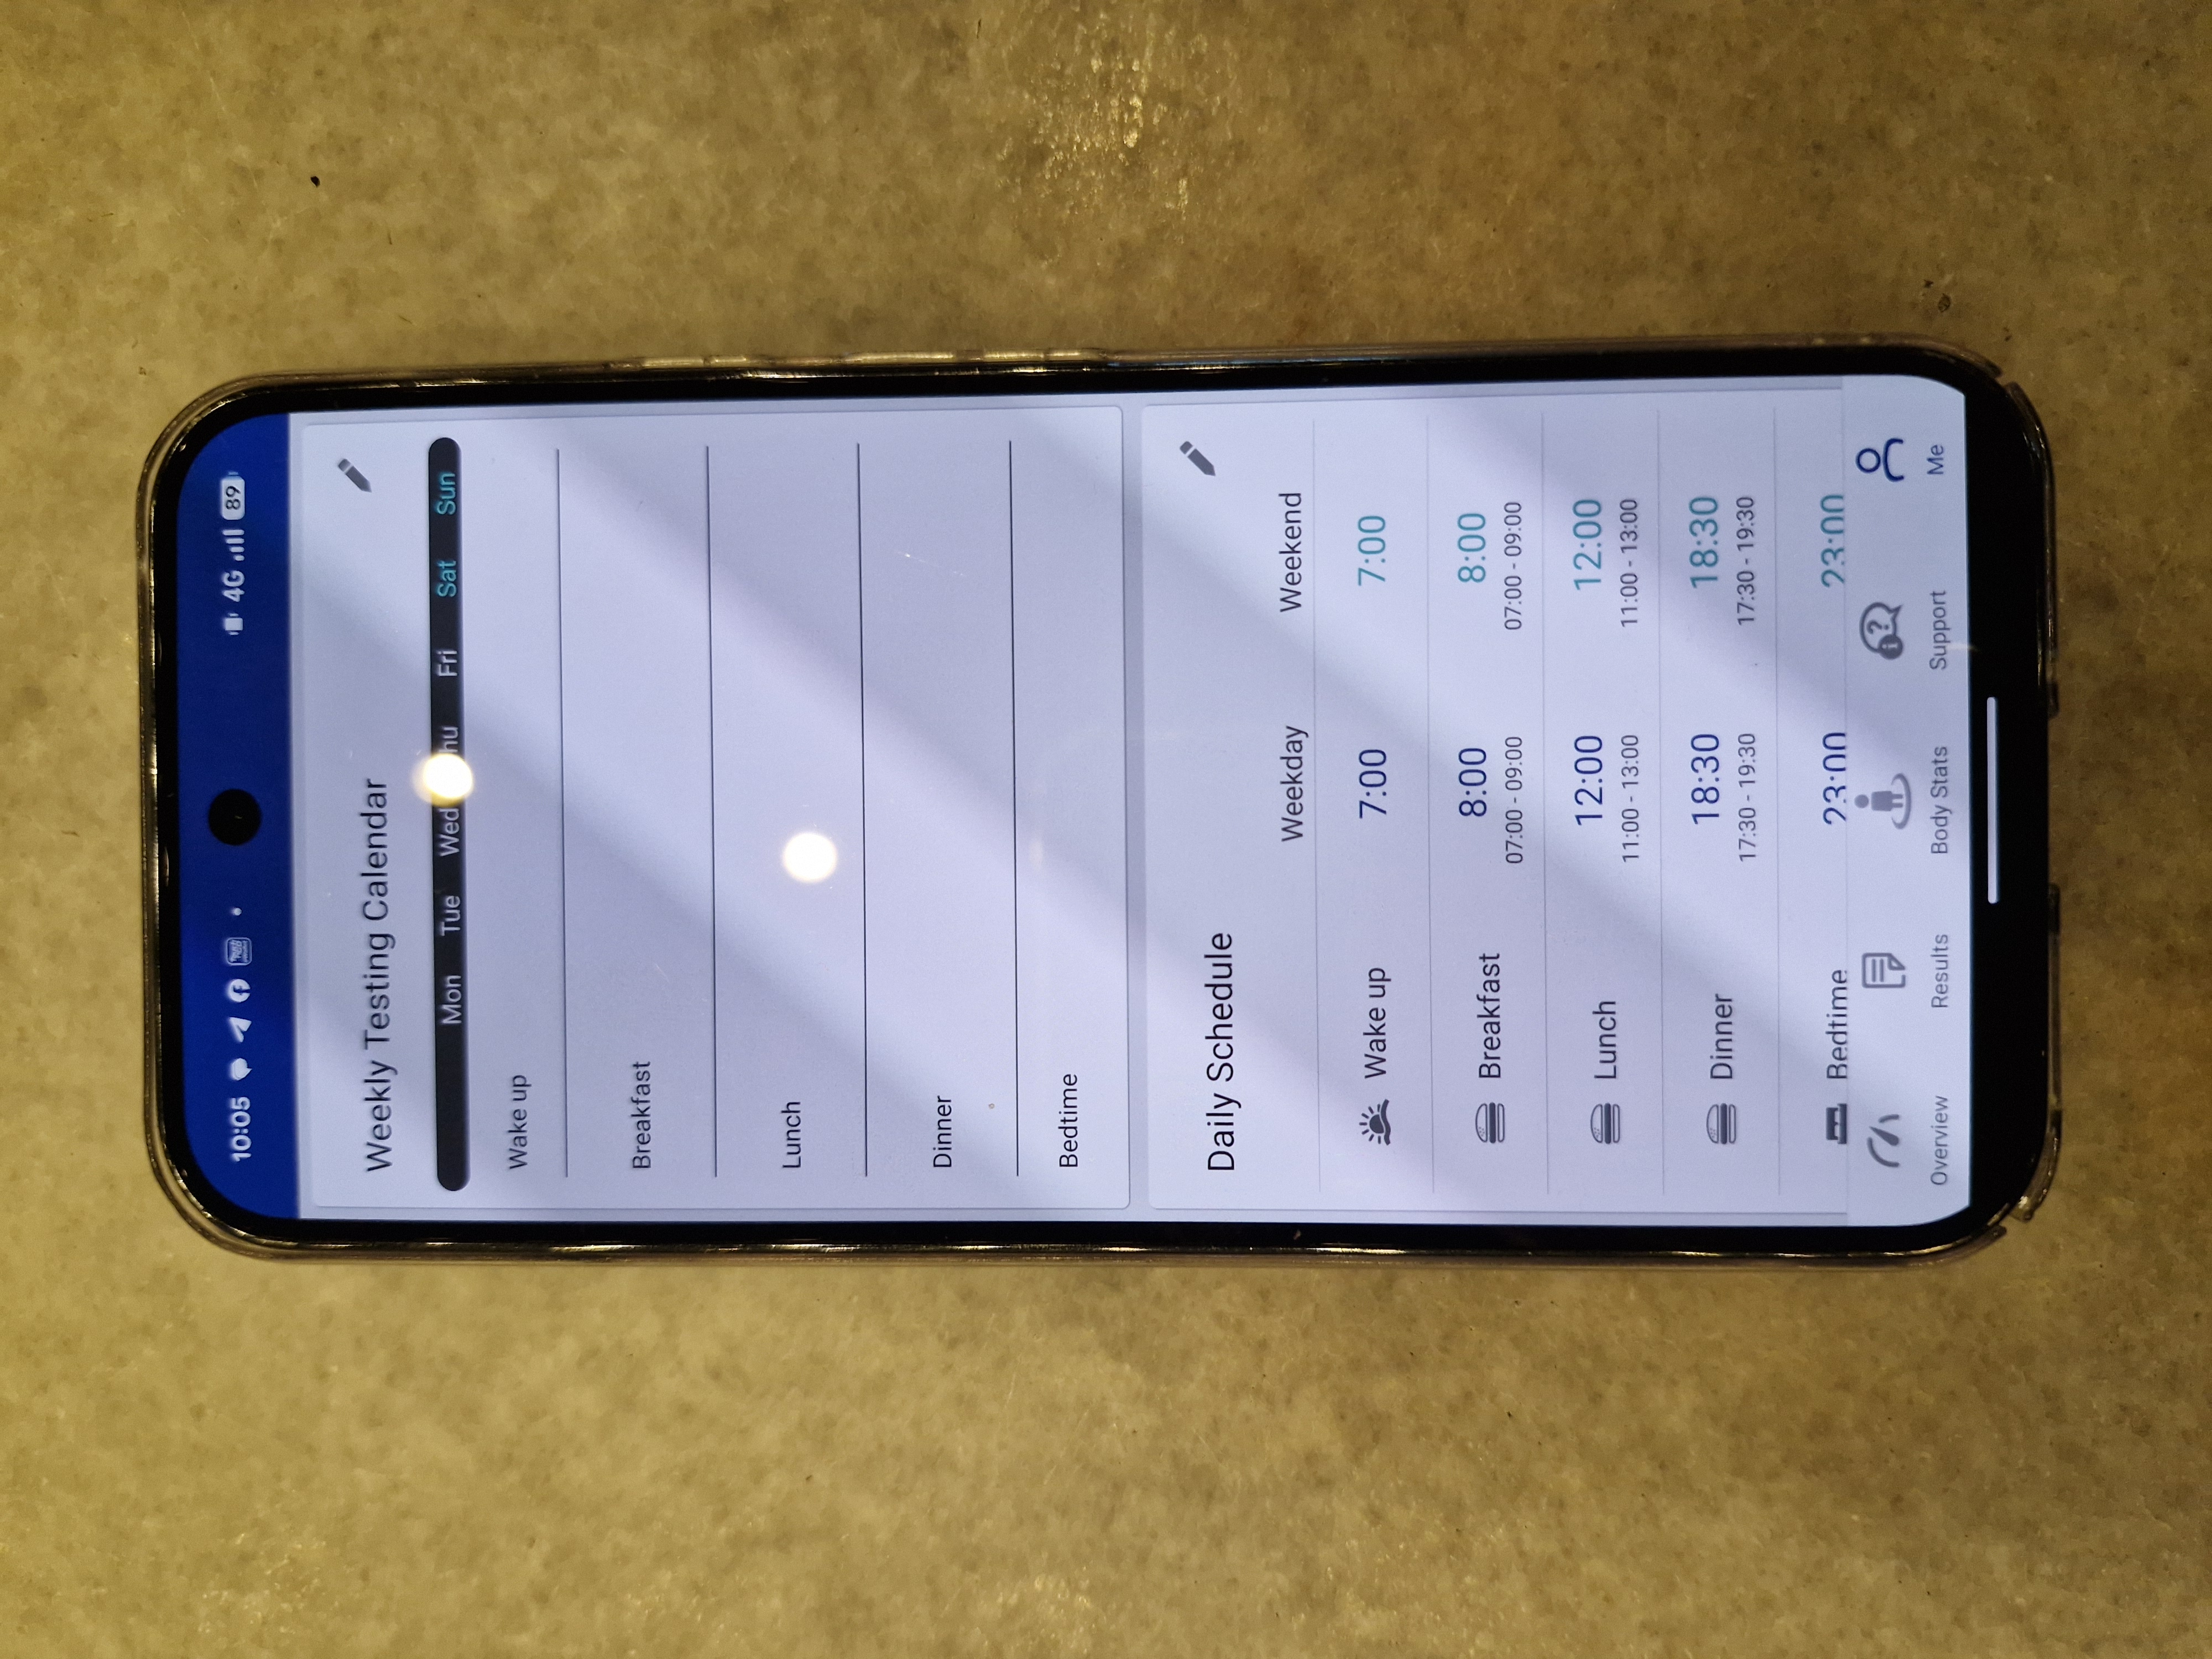 10:05 4G 89
Weekly Testing Calendar
Mon Tue Wed Fri Sat Sun
Wake up
Breakfast
Lunch
Dinner
Bedtime
Daily Schedule
Weekday Weekend
Wake up 7:00 7:00
Breakfast 8:00 8:00
07:00 - 09:00 07:00 - 09:00
Lunch 12:00 12:00
11:00 - 13:00 11:00 - 13:00
Dinner 18:30 18:30
17:30 - 19:30 17:30 - 19:30
Bedtime 23:00 23:00
Overview Results Body Stats Support Me